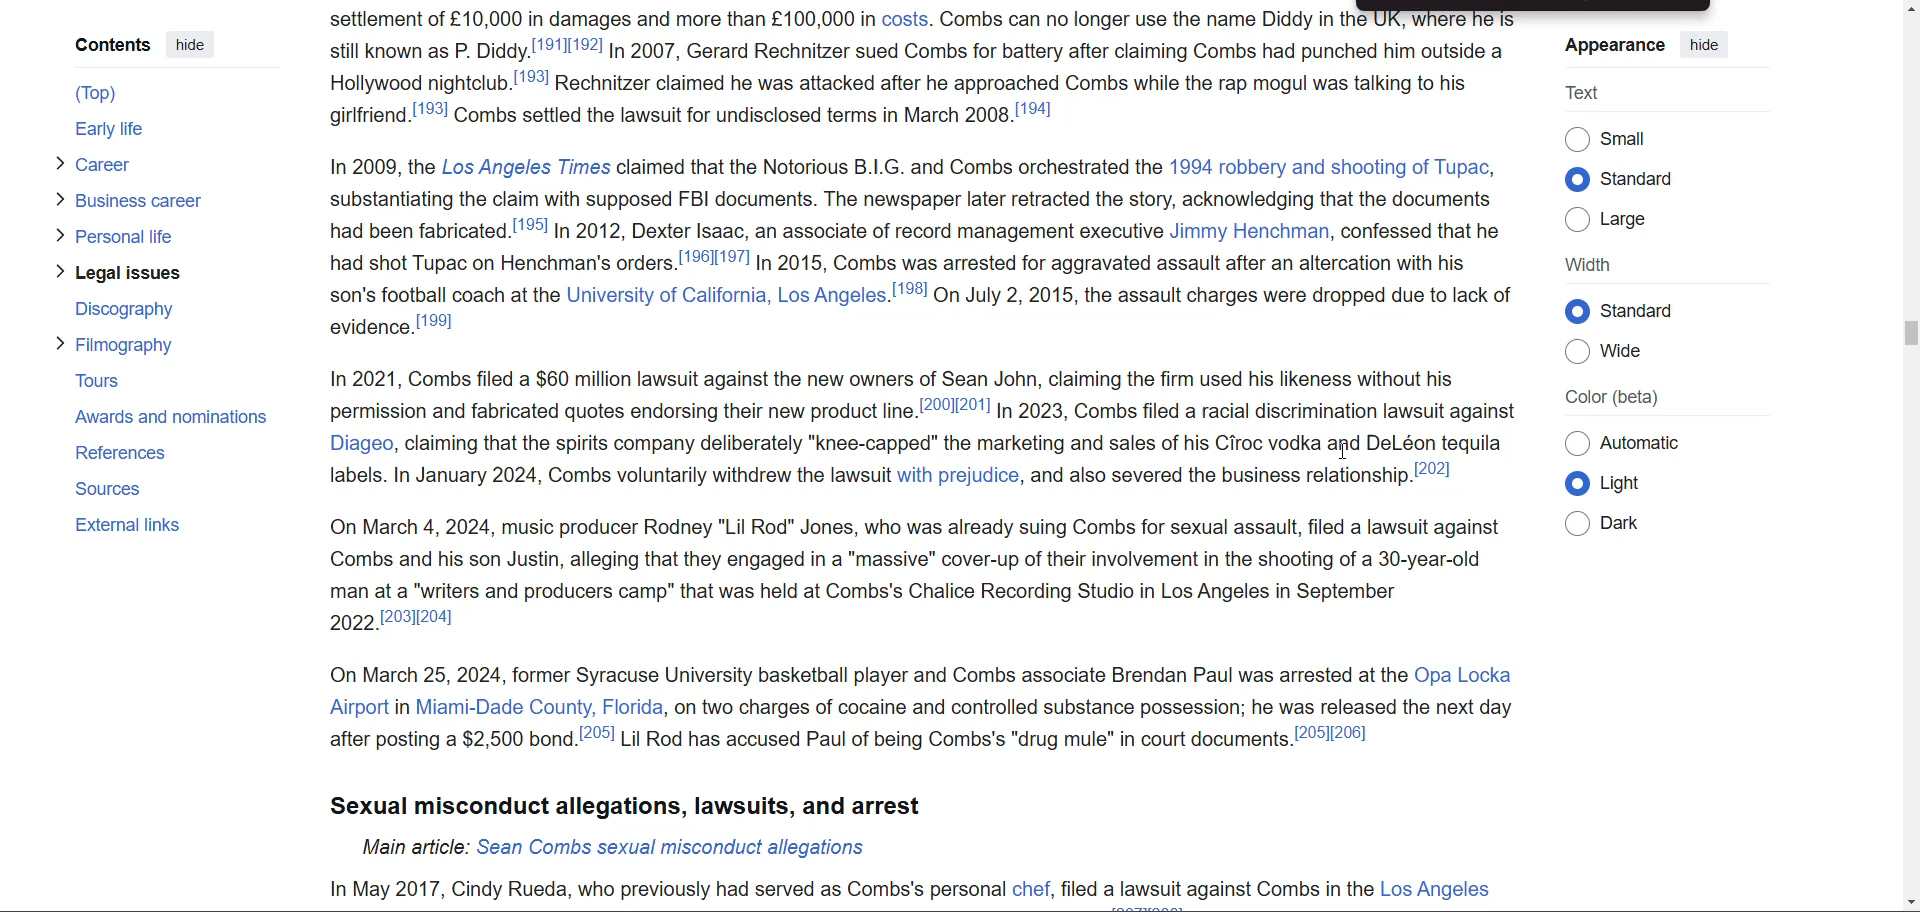 Contents hide
(Top)
Early life
Career
Business career
Personal life
Legal issues
Discography
Filmography
Tours
Awards and nominations
References
Sources
External links
settlement of £10,000 in damages and more than £100,000 in costs. Combs can no longer use the name Diddy in the UK, where he is
still known as P. Diddy.[191][192] In 2007, Gerard Rechnitzer sued Combs for battery after claiming Combs had punched him outside a
Hollywood nightclub.[193] Rechnitzer claimed he was attacked after he approached Combs while the rap mogul was talking to his
girlfriend.[193] Combs settled the lawsuit for undisclosed terms in March 2008.[194]
In 2009, the Los Angeles Times claimed that the Notorious B.I.G. and Combs orchestrated the 1994 robbery and shooting of Tupac,
substantiating the claim with supposed FBI documents. The newspaper later retracted the story, acknowledging that the documents
had been fabricated.[195] In 2012, Dexter Isaac, an associate of record management executive Jimmy Henchman, confessed that he
had shot Tupac on Henchman's orders.[196][197] In 2015, Combs was arrested for aggravated assault after an altercation with his
son's football coach at the University of California, Los Angeles.[198] On July 2, 2015, the assault charges were dropped due to lack of
evidence.[199]
In 2021, Combs filed a $60 million lawsuit against the new owners of Sean John, claiming the firm used his likeness without his
permission and fabricated quotes endorsing their new product line.[200][201] In 2023, Combs filed a racial discrimination lawsuit against
Diageo, claiming that the spirits company deliberately "knee-capped" the marketing and sales of his Cîroc vodka and DeLéon tequila
labels. In January 2024, Combs voluntarily withdrew the lawsuit with prejudice, and also severed the business relationship.[202]
On March 4, 2024, music producer Rodney "Lil Rod" Jones, who was already suing Combs for sexual assault, filed a lawsuit against
Combs and his son Justin, alleging that they engaged in a "massive" cover-up of their involvement in the shooting of a 30-year-old
man at a "writers and producers camp" that was held at Combs's Chalice Recording Studio in Los Angeles in September
2022.[203][204]
On March 25, 2024, former Syracuse University basketball player and Combs associate Brendan Paul was arrested at the Opa Locka
Airport in Miami-Dade County, Florida, on two charges of cocaine and controlled substance possession; he was released the next day
after posting a $2,500 bond.[205] Lil Rod has accused Paul of being Combs's "drug mule" in court documents.[205][206]
Sexual misconduct allegations, lawsuits, and arrest
Main article: Sean Combs sexual misconduct allegations
In May 2017, Cindy Rueda, who previously had served as Combs's personal chef, filed a lawsuit against Combs in the Los Angeles
Appearance hide
Text
Small
Standard
Large
Width
Standard
Wide
Color (beta)
Automatic
Light
Dark